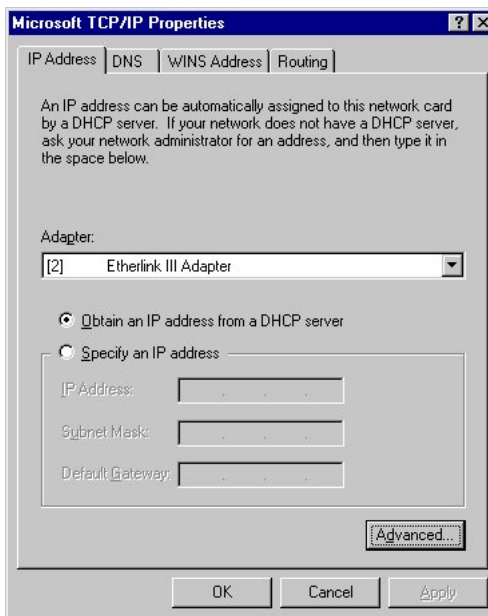 Microsoft TCP/IP Properties
IP Address DNS WINS Address Routing
An IP address can be automatically assigned to this network card
by a DHCP server. If your network does not have a DHCP server,
ask your network administrator for an address, and then type it in
the space below.
Adapter:
[2] Etherlink III Adapter
Obtain an IP address from a DHCP server
Specify an IP address
IP Address:
Subnet Mask:
Default Gateway:
Advanced...
OK Cancel Apply